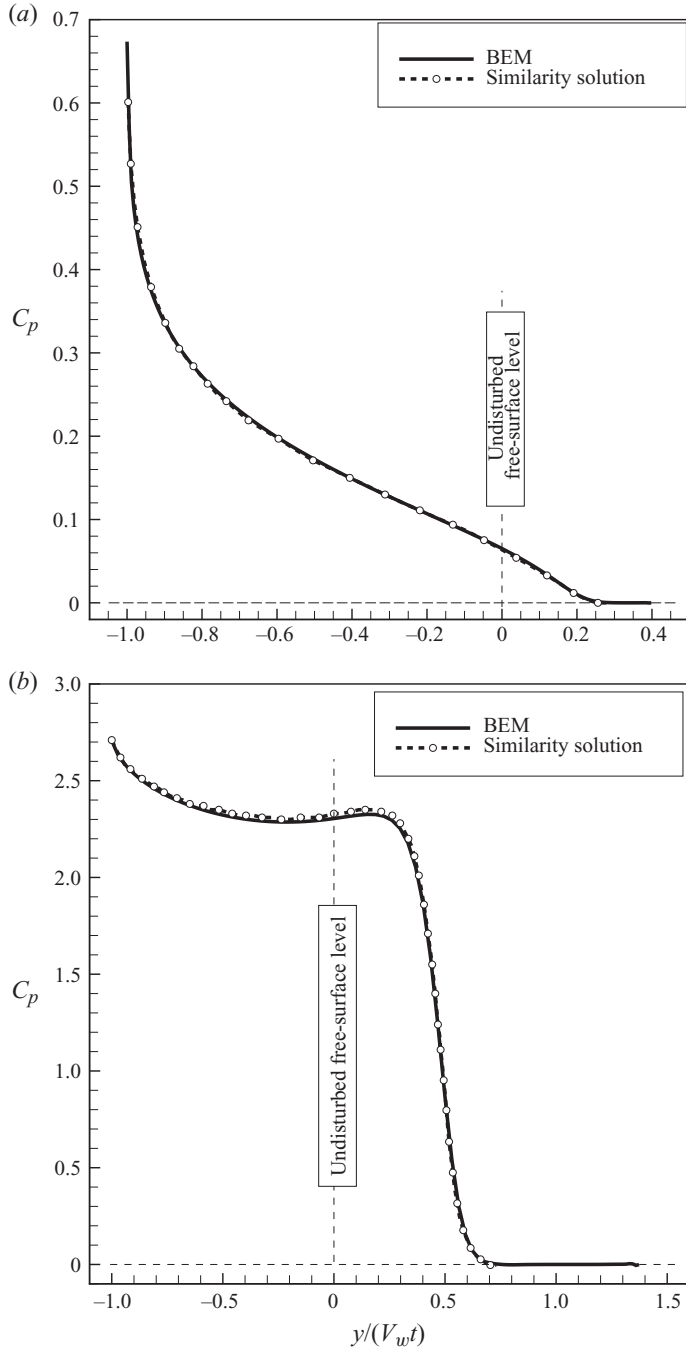 (a)
0.7
0.6
0.5
0.4
0.3
0.2
0.1
0
C_p
BEM
Similarity solution
Undisturbed
free-surface level
–1.0 –0.8 –0.6 –0.4 –0.2 0 0.2 0.4
(b)
3.0
2.5
2.0
1.5
1.0
0.5
0
C_p
BEM
Similarity solution
Undisturbed free-surface level
–1.0 –0.5 0 0.5 1.0 1.5
y/(V_w t)